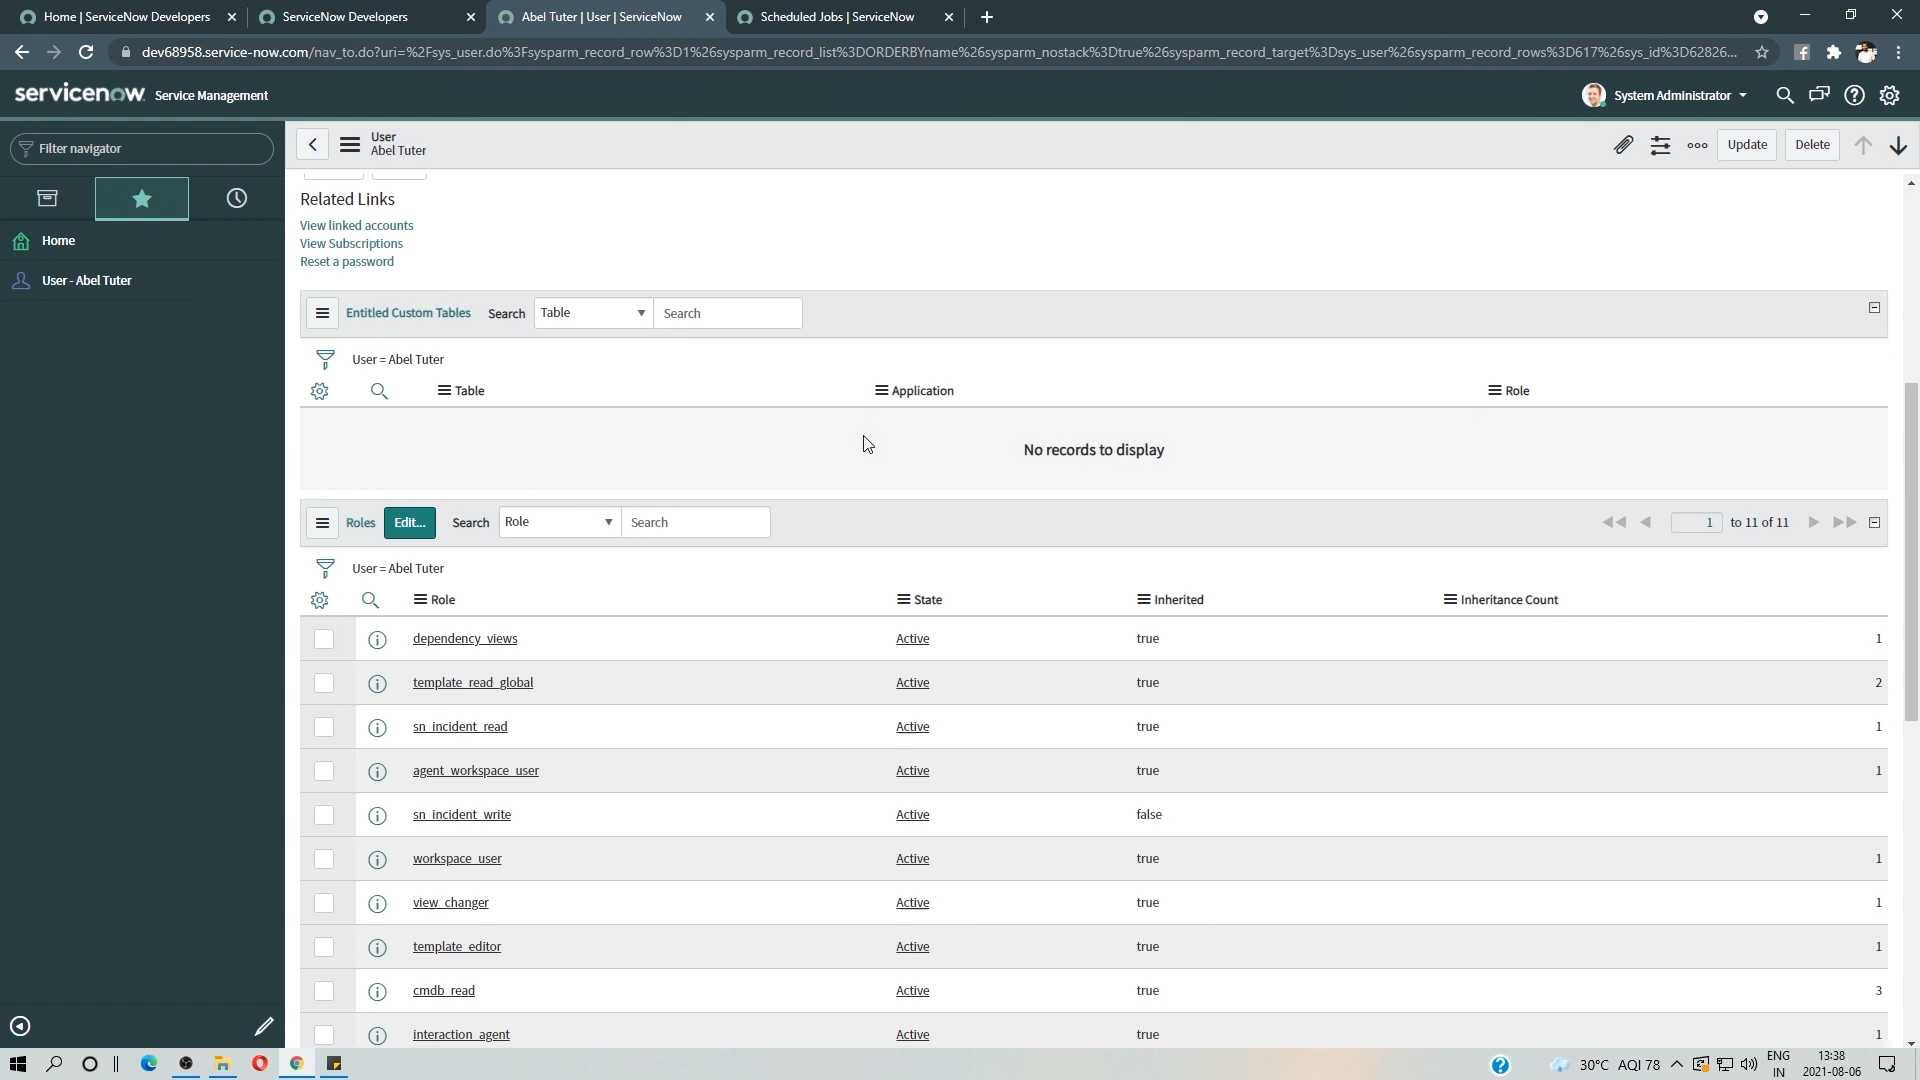 Home | ServiceNow Developers
ServiceNow Developers
Abel Tuter | User | ServiceNow
Scheduled Jobs | ServiceNow
dev68958.service-now.com/nav_to.do?uri=%2Fsys_user.do%3Fsysparm_record_row%3D1%26sysparm_record_list%3DORDERBYname%26sysparm_nostack%3Dtrue%26sysparm_record_target%3Dsys_user%26sysparm_record_rows%3D617%26sys_id%3D62826...
servicenow Service Management
System Administrator
Filter navigator
Home
User - Abel Tuter
User
Abel Tuter
Update
Delete
Related Links
View linked accounts
View Subscriptions
Reset a password
Entitled Custom Tables Search Table Search
User = Abel Tuter
Table Application Role
No records to display
Roles Edit... Search Role Search 1 to 11 of 11
User = Abel Tuter
Role State Inherited Inheritance Count
dependency_views Active true 1
template_read_global Active true 2
sn_incident_read Active true 1
agent_workspace_user Active true 1
sn_incident_write Active false
workspace_user Active true 1
view_changer Active true 1
template_editor Active true 1
cmdb_read Active true 3
interaction_agent Active true 1
30°C AQI 78
ENG
IN
13:38
2021-08-06